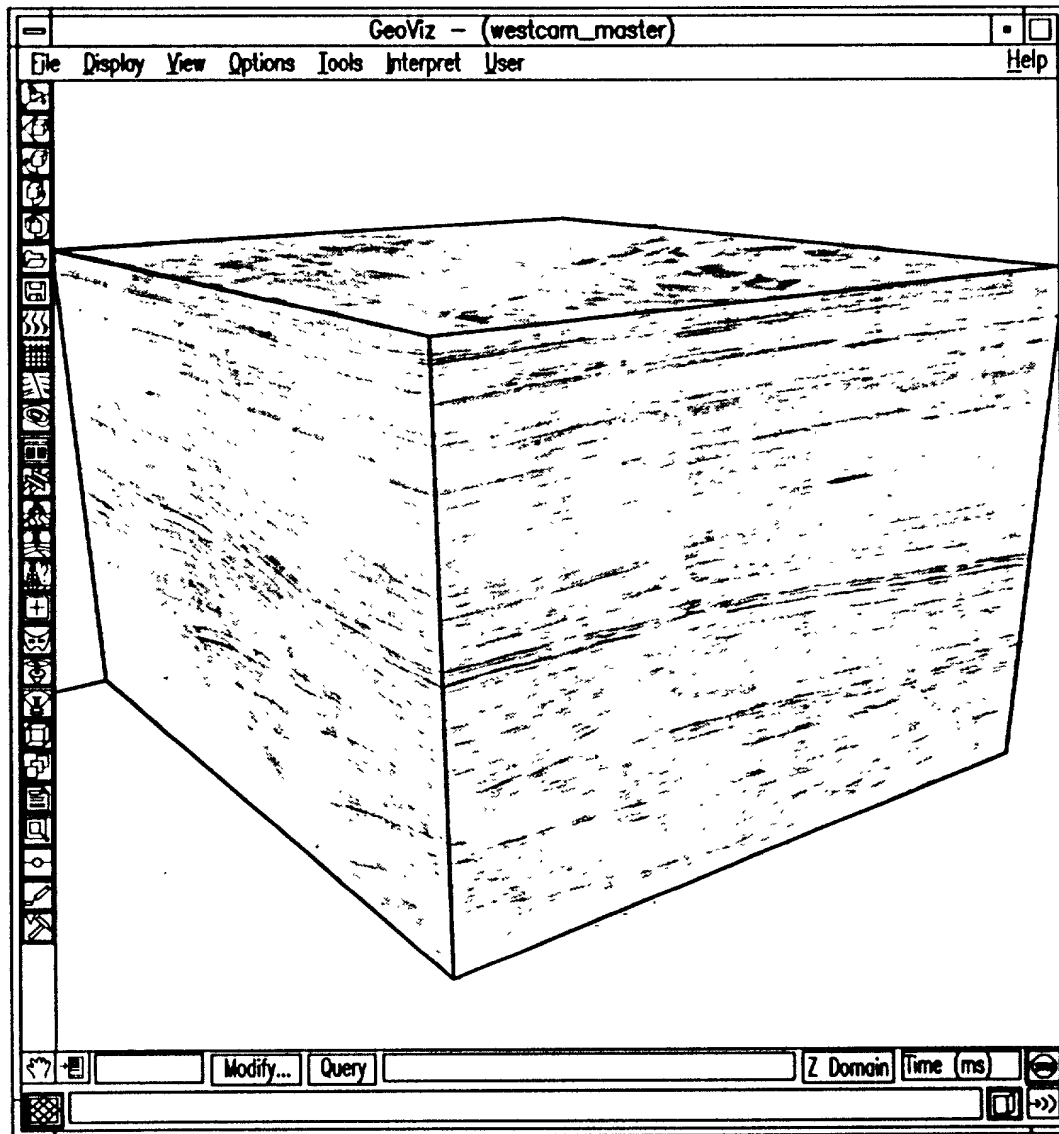 GeoViz - (westcam_master)
File Display View Options Tools Interpret User Help
Modify... Query Z Domain Time (ms)